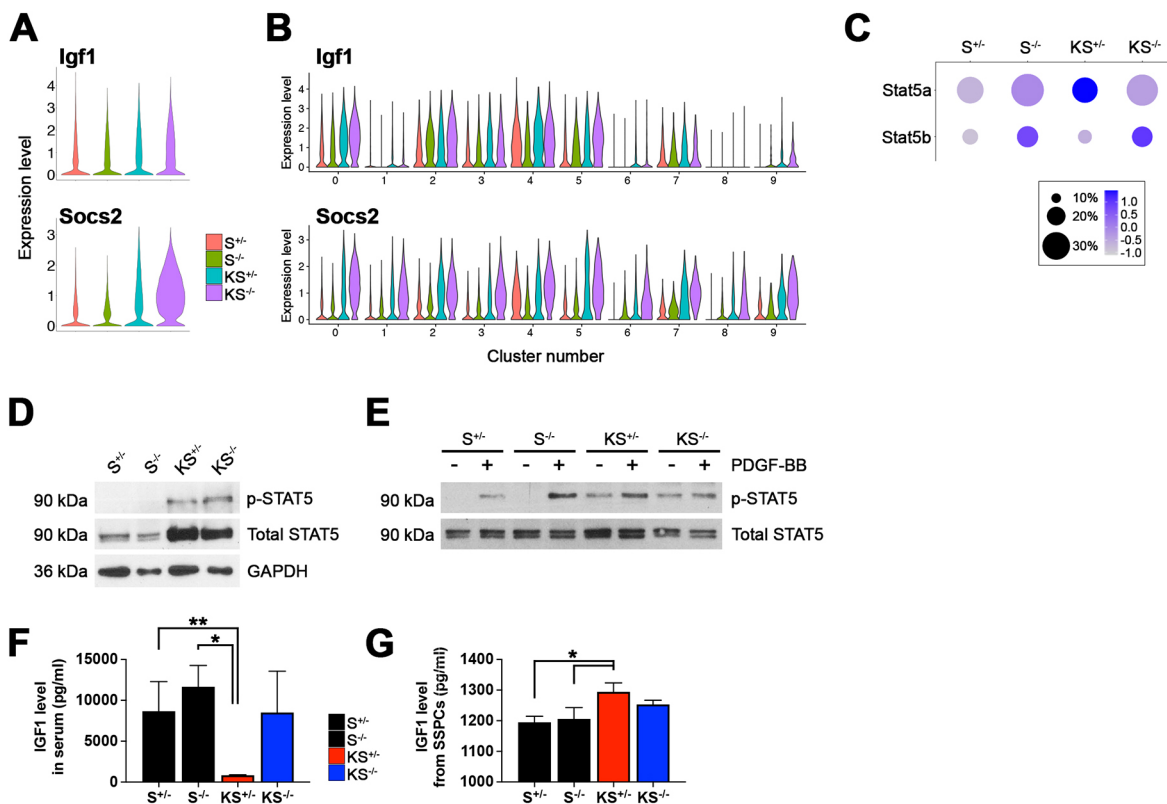 A
Igf1
4
3
2
1
0
Socs2
3
2
1
0
Expression level
S+/-
S-/-
KS+/-
KS-/-
B
Igf1
Expression level
4
3
2
1
0
0 1 2 3 4 5 6 7 8 9
Socs2
Expression level
3
2
1
0
0 1 2 3 4 5 6 7 8 9
Cluster number
C
S+/- S-/- KS+/- KS-/-
Stat5a
Stat5b
10%
20%
30%
1.0
0.5
0.0
-0.5
-1.0
D
S+/- S-/- KS+/- KS-/-
90 kDa p-STAT5
90 kDa Total STAT5
36 kDa GAPDH
E
S+/- S-/- KS+/- KS-/-
- + - + - + - + PDGF-BB
90 kDa p-STAT5
90 kDa Total STAT5
F
IGF1 level
in serum (pg/ml)
15000
10000
5000
0
**
*
S+/- S-/- KS+/- KS-/-
S+/-
S-/-
KS+/-
KS-/-
G
IGF1 level
from SSPCs (pg/ml)
1400
1300
1200
1100
1000
*
S+/- S-/- KS+/- KS-/-